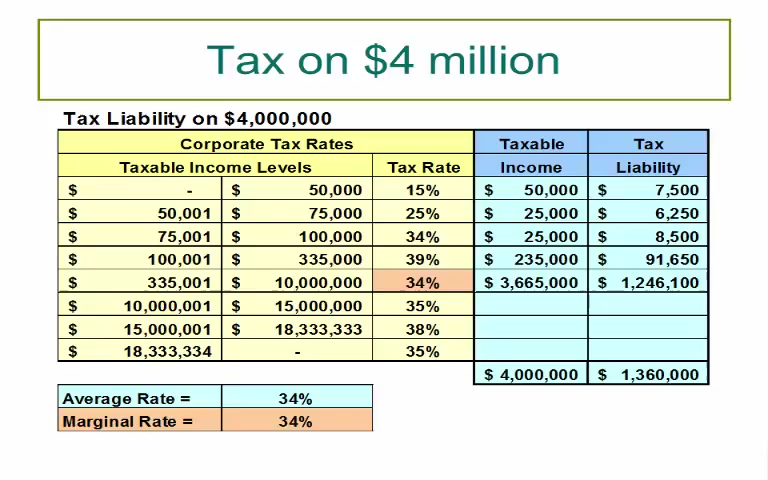 Tax on $4 million
Tax Liability on $4,000,000
Corporate Tax Rates Taxable Tax
Taxable Income Levels Tax Rate Income Liability
$ - $ 50,000 15% $ 50,000 $ 7,500
$ 50,001 $ 75,000 25% $ 25,000 $ 6,250
$ 75,001 $ 100,000 34% $ 25,000 $ 8,500
$ 100,001 $ 335,000 39% $ 235,000 $ 91,650
$ 335,001 $ 10,000,000 34% $ 3,665,000 $ 1,246,100
$ 10,000,001 $ 15,000,000 35%
$ 15,000,001 $ 18,333,333 38%
$ 18,333,334 - 35%
$ 4,000,000 $ 1,360,000
Average Rate = 34%
Marginal Rate = 34%